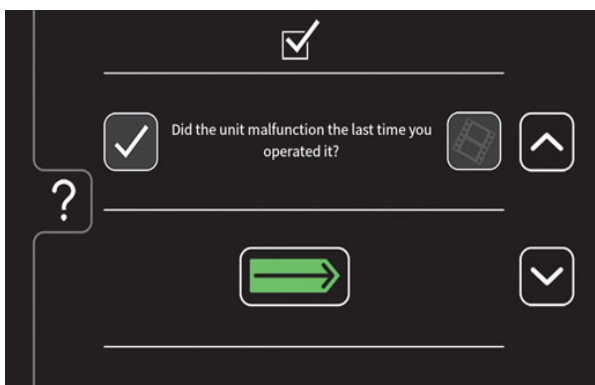 Did the unit malfunction the last time you
operated it?
?